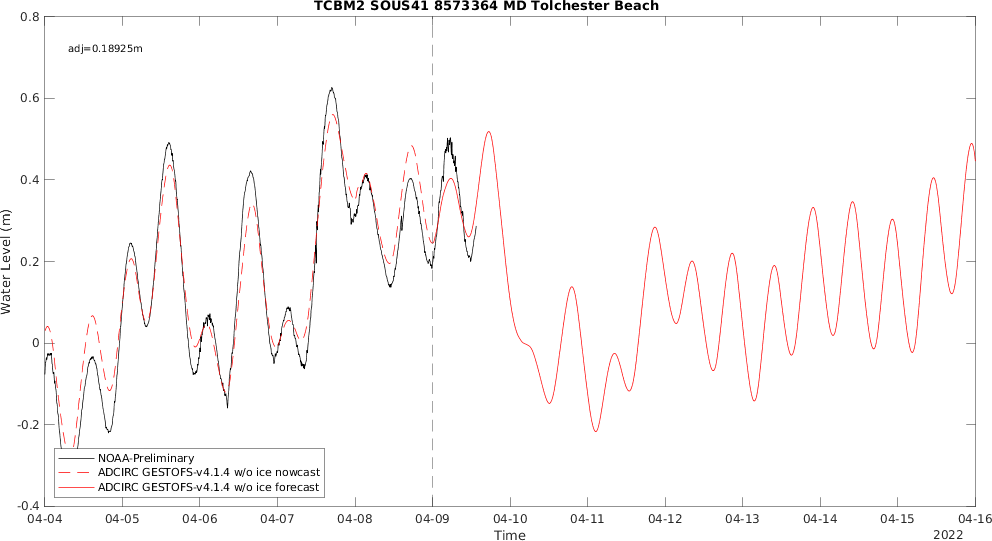 TCBM2 SOUS41 8573364 MD Tolchester Beach
adj=0.18925m
Water Level (m)
0.8
0.6
0.4
0.2
0
-0.2
-0.4
NOAA-Preliminary
ADCIRC GESTOFS-v4.1.4 w/o ice nowcast
ADCIRC GESTOFS-v4.1.4 w/o ice forecast
04-04 04-05 04-06 04-07 04-08 04-09 04-10 04-11 04-12 04-13 04-14 04-15 04-16
Time
2022